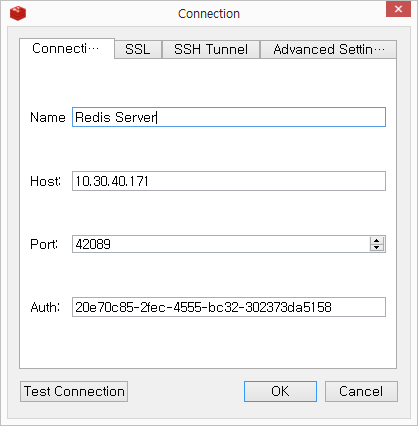 Connection
Connecti⋯ SSL SSH Tunnel Advanced Settin⋯
Name Redis Server
Host: 10.30.40.171
Port: 42089
Auth: 20e70c85-2fec-4555-bc32-302373da5158
Test Connection OK Cancel